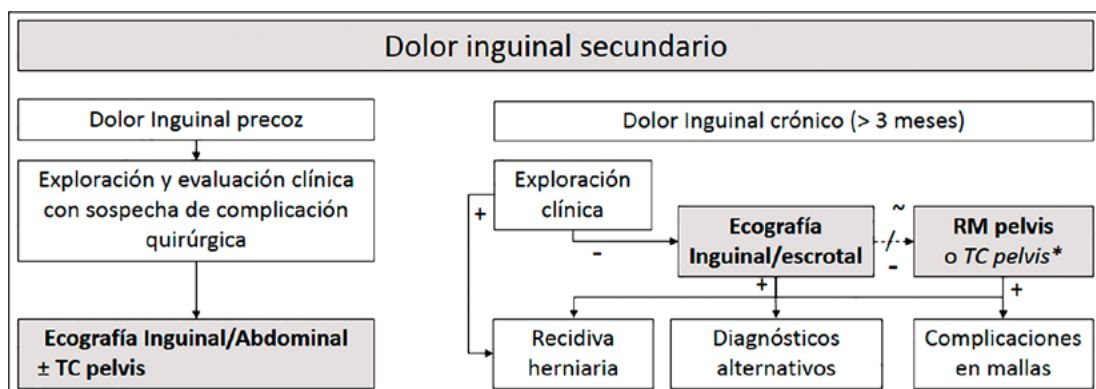 Dolor inguinal secundario
Dolor Inguinal precoz
Exploración y evaluación clínica
con sospecha de complicación
quirúrgica
Ecografía Inguinal/Abdominal
± TC pelvis
Dolor Inguinal crónico (> 3 meses)
Exploración
clínica
+
-
Ecografía
Inguinal/escrotal
~
/
-
RM pelvis
o TC pelvis*
+
+
Recidiva
herniaria
Diagnósticos
alternativos
Complicaciones
en mallas